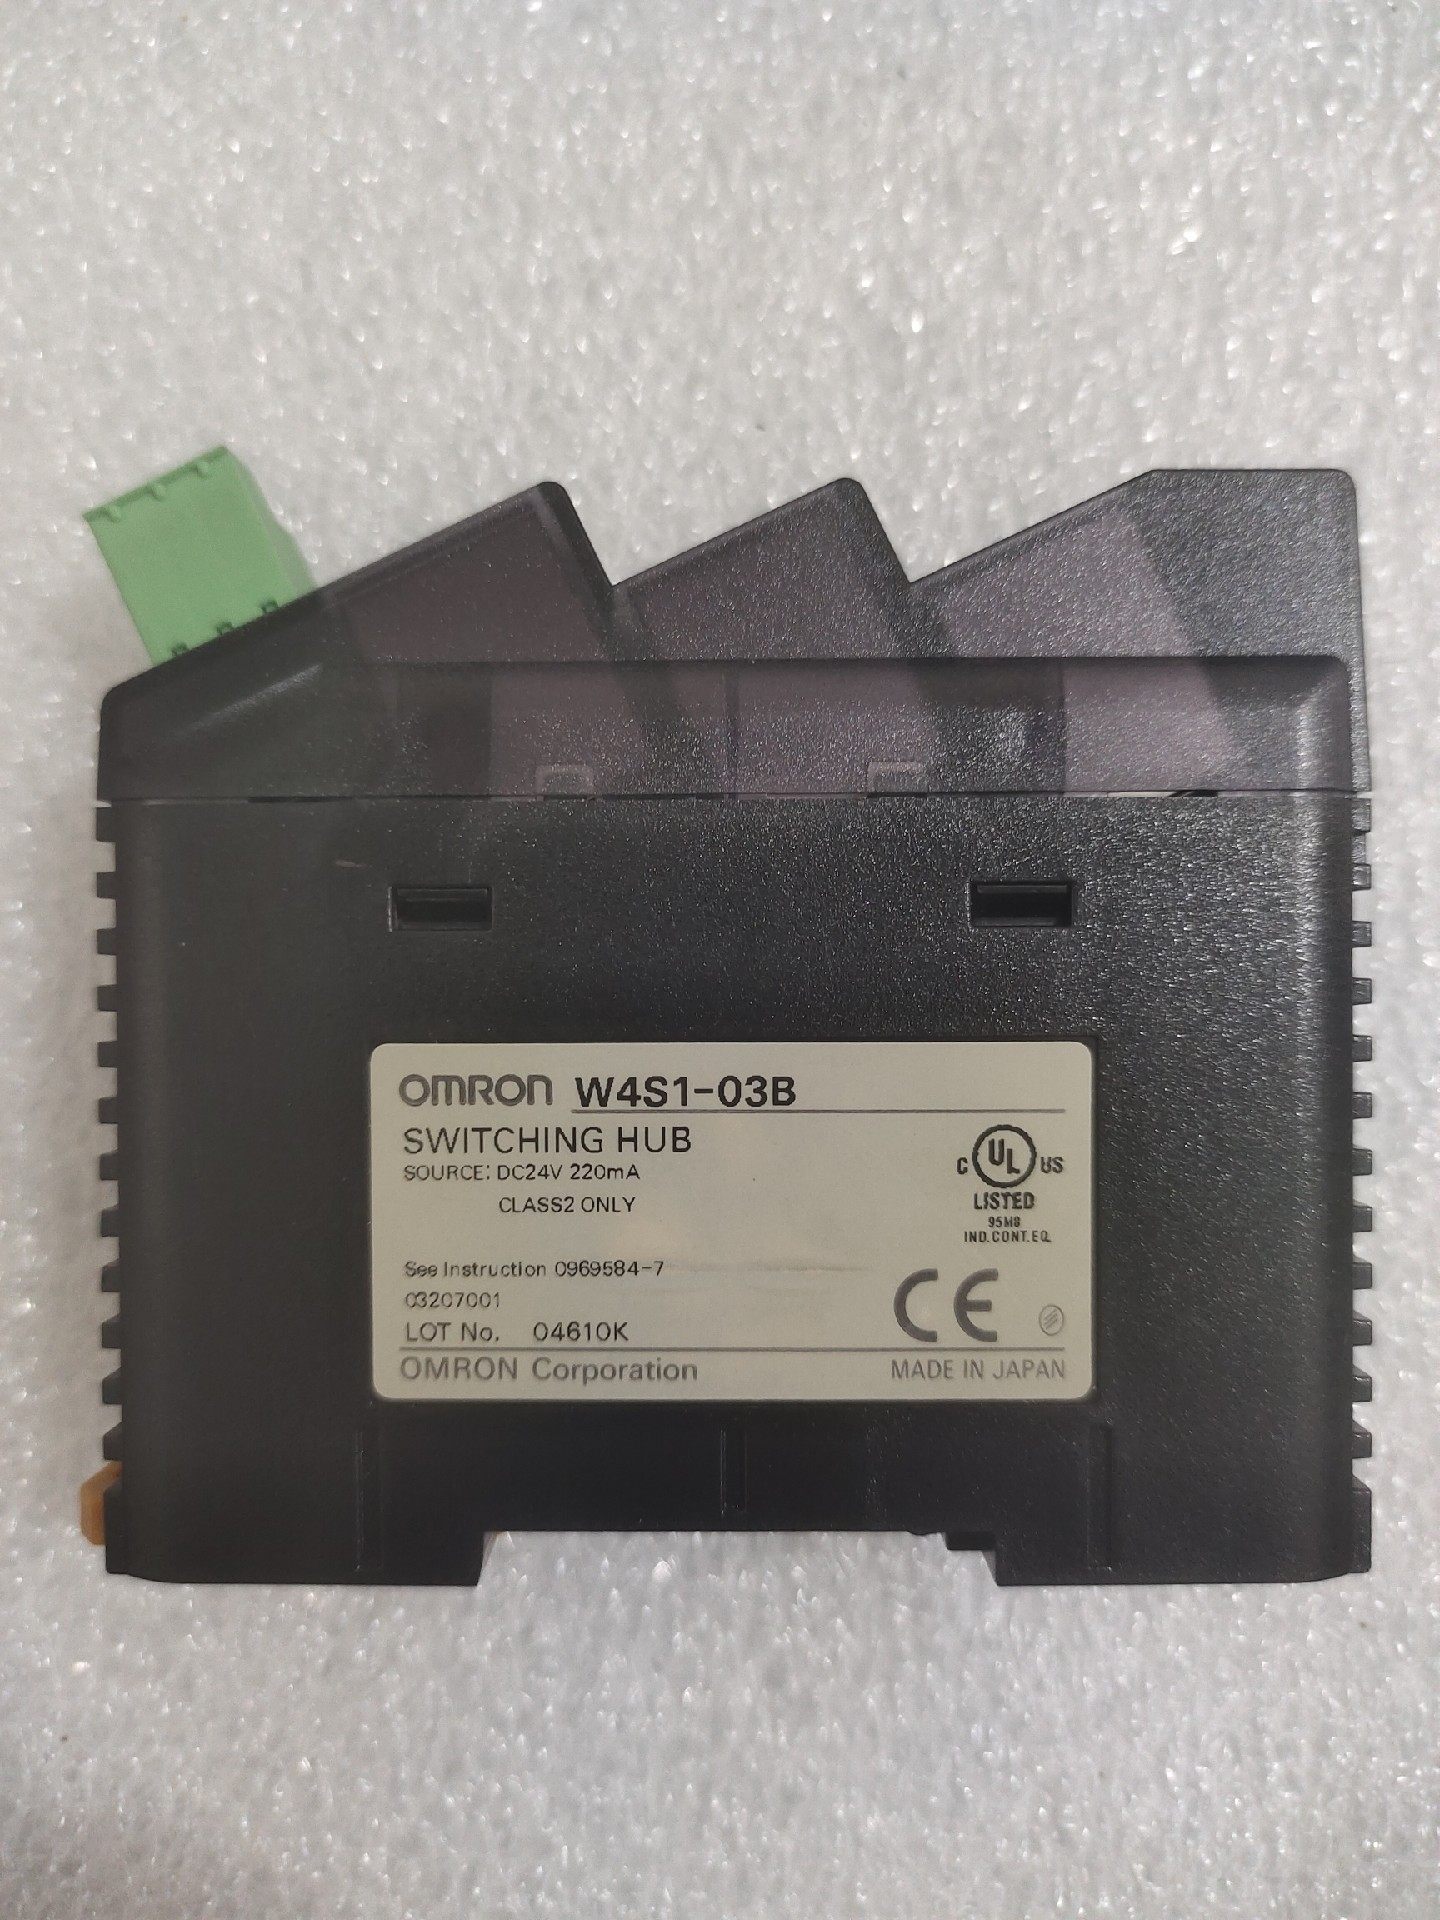 OMRON W4S1-03B
SWITCHING HUB
SOURCE: DC24V 220mA
CLASS2 ONLY
C UL US
LISTED
95M8
IND.CONT.EQ.
See Instruction 0969584-7
03207001
LOT No. 04610K
CE
OMRON Corporation MADE IN JAPAN